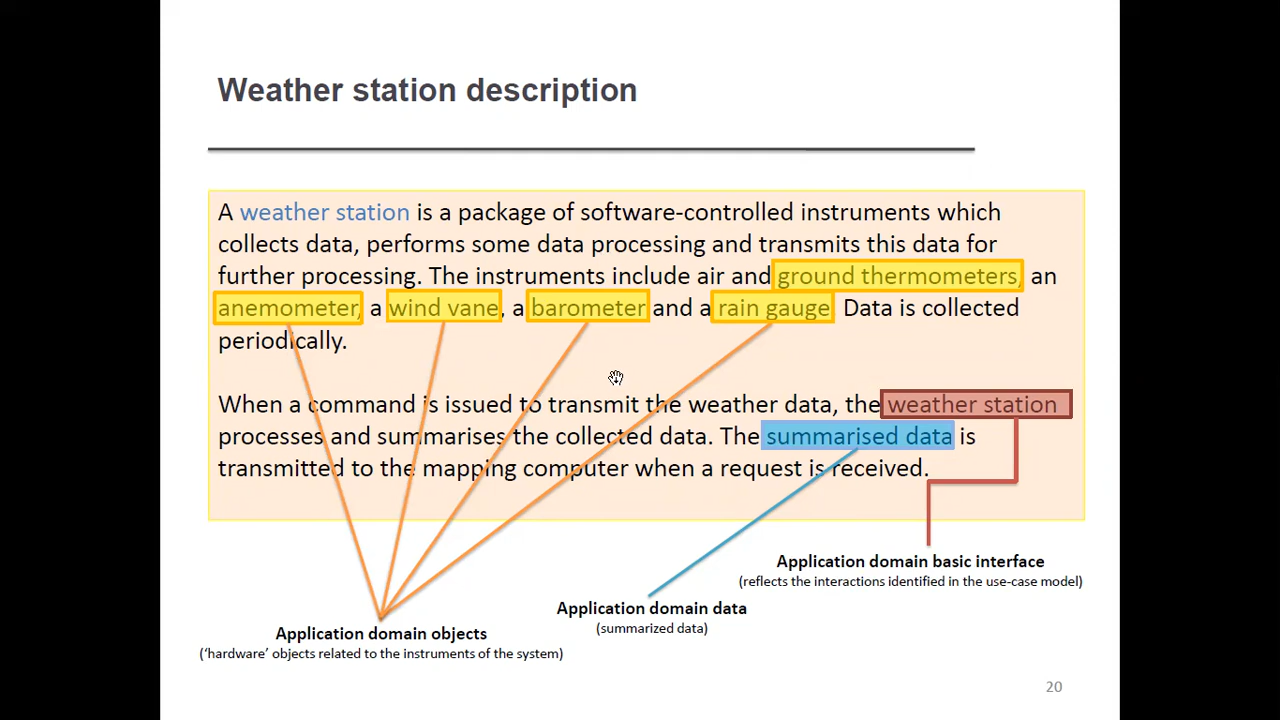 Weather station description
A weather station is a package of software-controlled instruments which
collects data, performs some data processing and transmits this data for
further processing. The instruments include air and ground thermometers, an
anemometer, a wind vane, a barometer and a rain gauge. Data is collected
periodically.
When a command is issued to transmit the weather data, the weather station
processes and summarises the collected data. The summarised data is
transmitted to the mapping computer when a request is received.
Application domain basic interface
(reflects the interactions identified in the use-case model)
Application domain data
(summarized data)
Application domain objects
(‘hardware’ objects related to the instruments of the system)
20